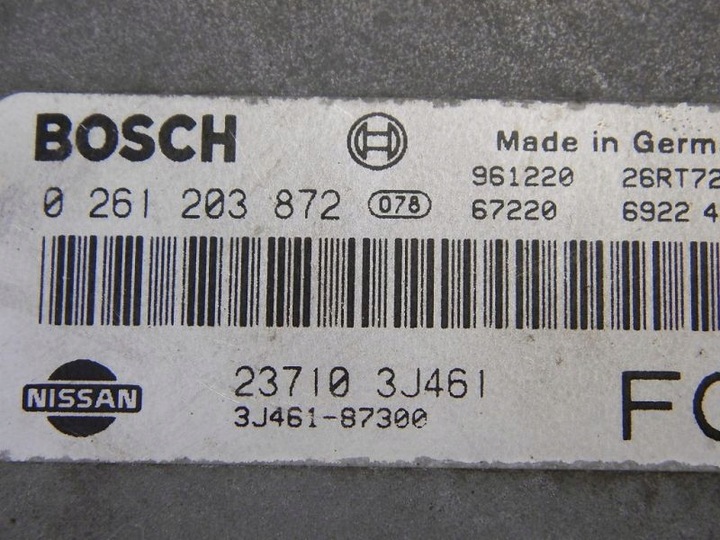 BOSCH
Made in Germ
961220 26RT72
0 261 203 872 078
67220 6922 4
NISSAN
23710 3J461
3J461-87300
FC